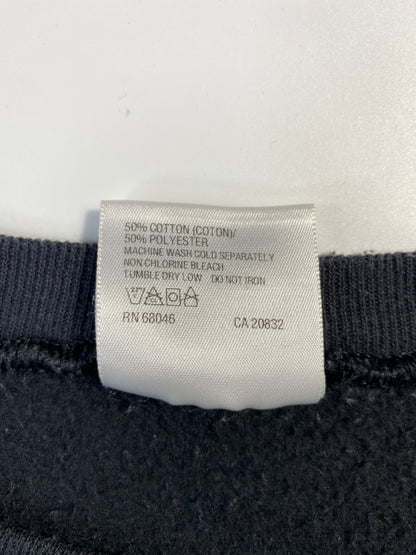 50% COTTON (COTON)/
50% POLYESTER
MACHINE WASH COLD SEPARATELY
NON CHLORINE BLEACH
TUMBLE DRY LOW DO NOT IRON
RN 68046 CA 20832